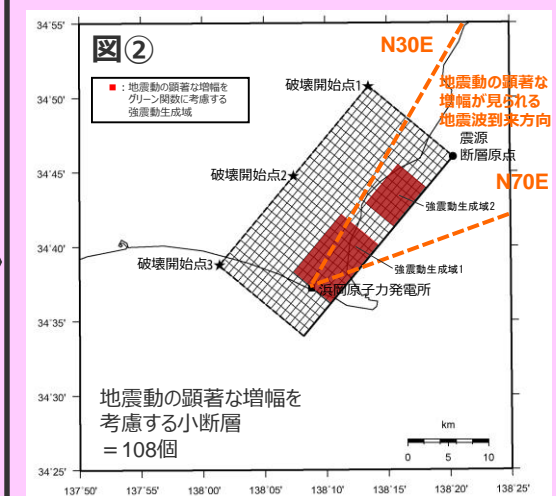 図②
■:地震動の顕著な増幅を
グリーン関数に考慮する
強震動生成域
N30E
地震動の顕著な
増幅が見られる
地震波到来方向
N70E
破壊開始点1
震源
断層原点
破壊開始点2
強震動生成域2
破壊開始点3
強震動生成域1
浜岡原子力発電所
地震動の顕著な増幅を
考慮する小断層
=108個
km
0 5 10
34˚55'
34˚50'
34˚45'
34˚40'
34˚35'
34˚30'
34˚25'
137˚50' 137˚55' 138˚00' 138˚05' 138˚10' 138˚15' 138˚20' 138˚25'